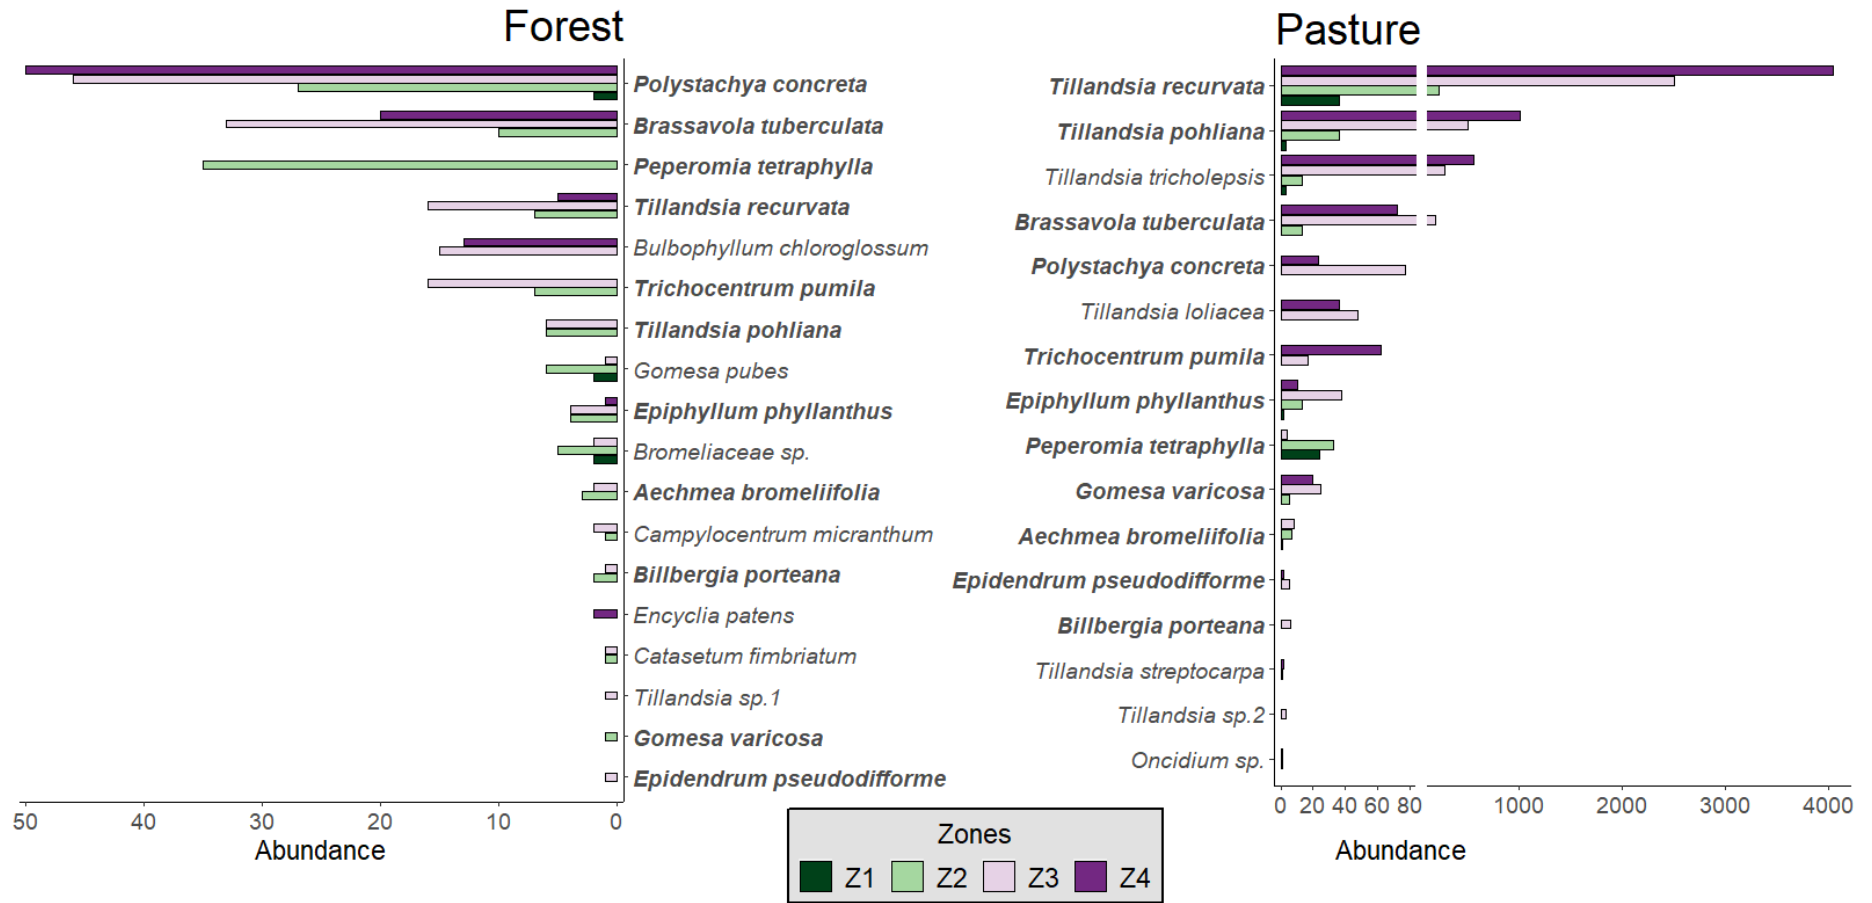 Forest
Polystachya concreta
Brassavola tuberculata
Peperomia tetraphylla
Tillandsia recurvata
Bulbophyllum chloroglossum
Trichocentrum pumila
Tillandsia pohliana
Gomesa pubes
Epiphyllum phyllanthus
Bromeliaceae sp.
Aechmea bromeliifolia
Campylocentrum micranthum
Billbergia porteana
Encyclia patens
Catasetum fimbriatum
Tillandsia sp.1
Gomesa varicosa
Epidendrum pseudodifforme
50 40 30 20 10 0
Abundance
Pasture
Tillandsia recurvata
Tillandsia pohliana
Tillandsia tricholepsis
Brassavola tuberculata
Polystachya concreta
Tillandsia loliacea
Trichocentrum pumila
Epiphyllum phyllanthus
Peperomia tetraphylla
Gomesa varicosa
Aechmea bromeliifolia
Epidendrum pseudodifforme
Billbergia porteana
Tillandsia streptocarpa
Tillandsia sp.2
Oncidium sp.
0 20 40 60 80 1000 2000 3000 4000
Abundance
Zones
Z1 Z2 Z3 Z4